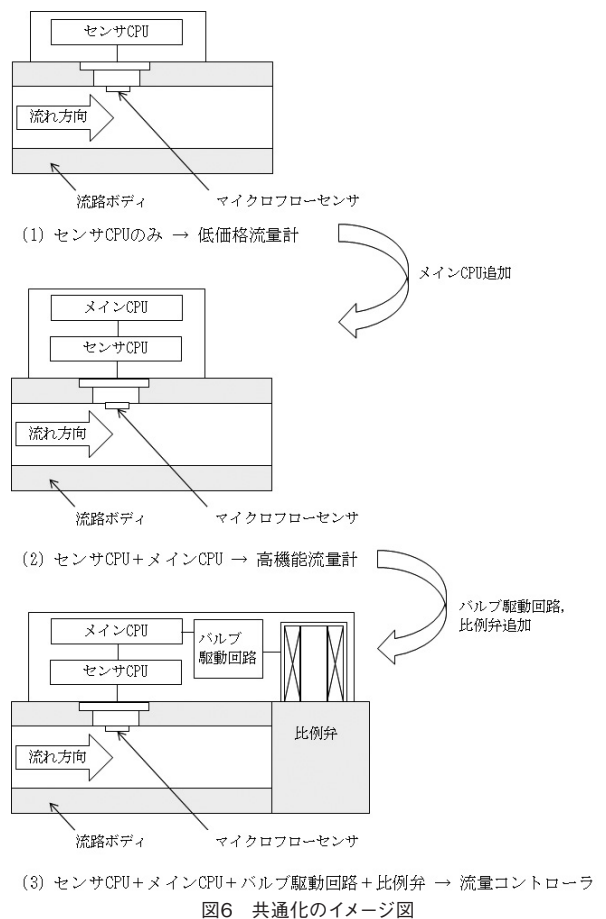 センサCPU
流れ方向
流路ボディ
マイクロフローセンサ
(1) センサCPUのみ → 低価格流量計
メインCPU追加
メインCPU
センサCPU
流れ方向
流路ボディ
マイクロフローセンサ
(2) センサCPU＋メインCPU → 高機能流量計
バルブ駆動回路,
比例弁追加
メインCPU
センサCPU
バルブ
駆動回路
比例弁
流れ方向
流路ボディ
マイクロフローセンサ
(3) センサCPU＋メインCPU＋バルブ駆動回路＋比例弁 → 流量コントローラ
図6　共通化のイメージ図